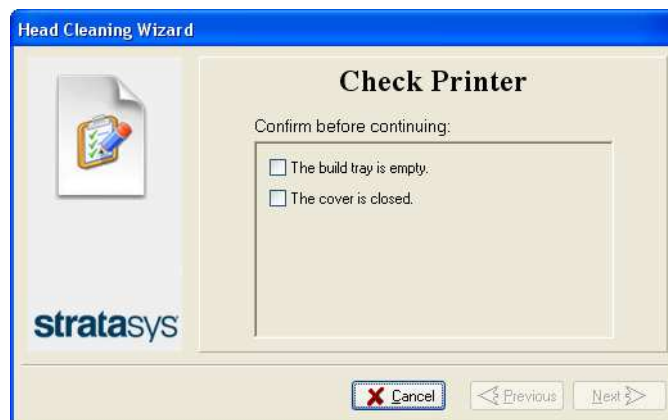 Head Cleaning Wizard
Check Printer
Confirm before continuing:
The build tray is empty.
The cover is closed.
stratasys
Cancel Previous Next